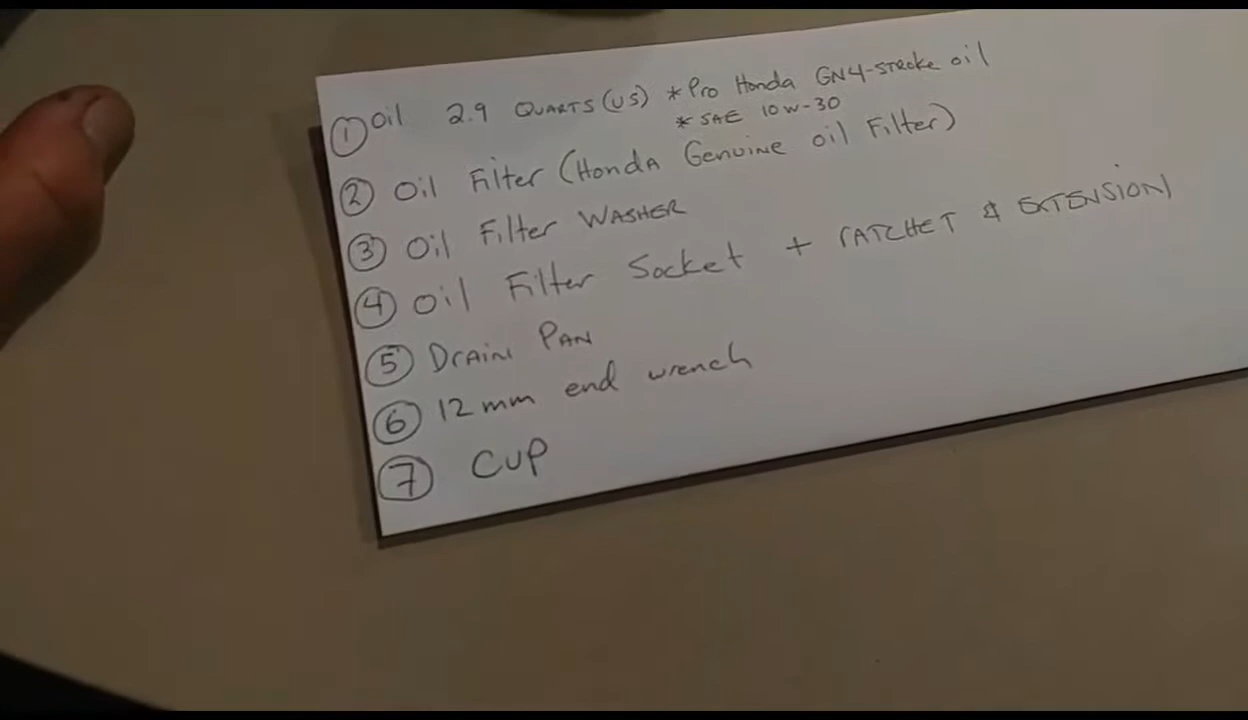 ① Oil 2.9 QUARTS (US) * Pro Honda GN4-STROKE oil
* SAE 10W-30
② Oil Filter (Honda Genuine oil Filter)
③ Oil Filter WASHER
④ Oil Filter Socket + rATCHET & EXTENSION
⑤ DrAin PAN
⑥ 12mm end wrench
⑦ CUP